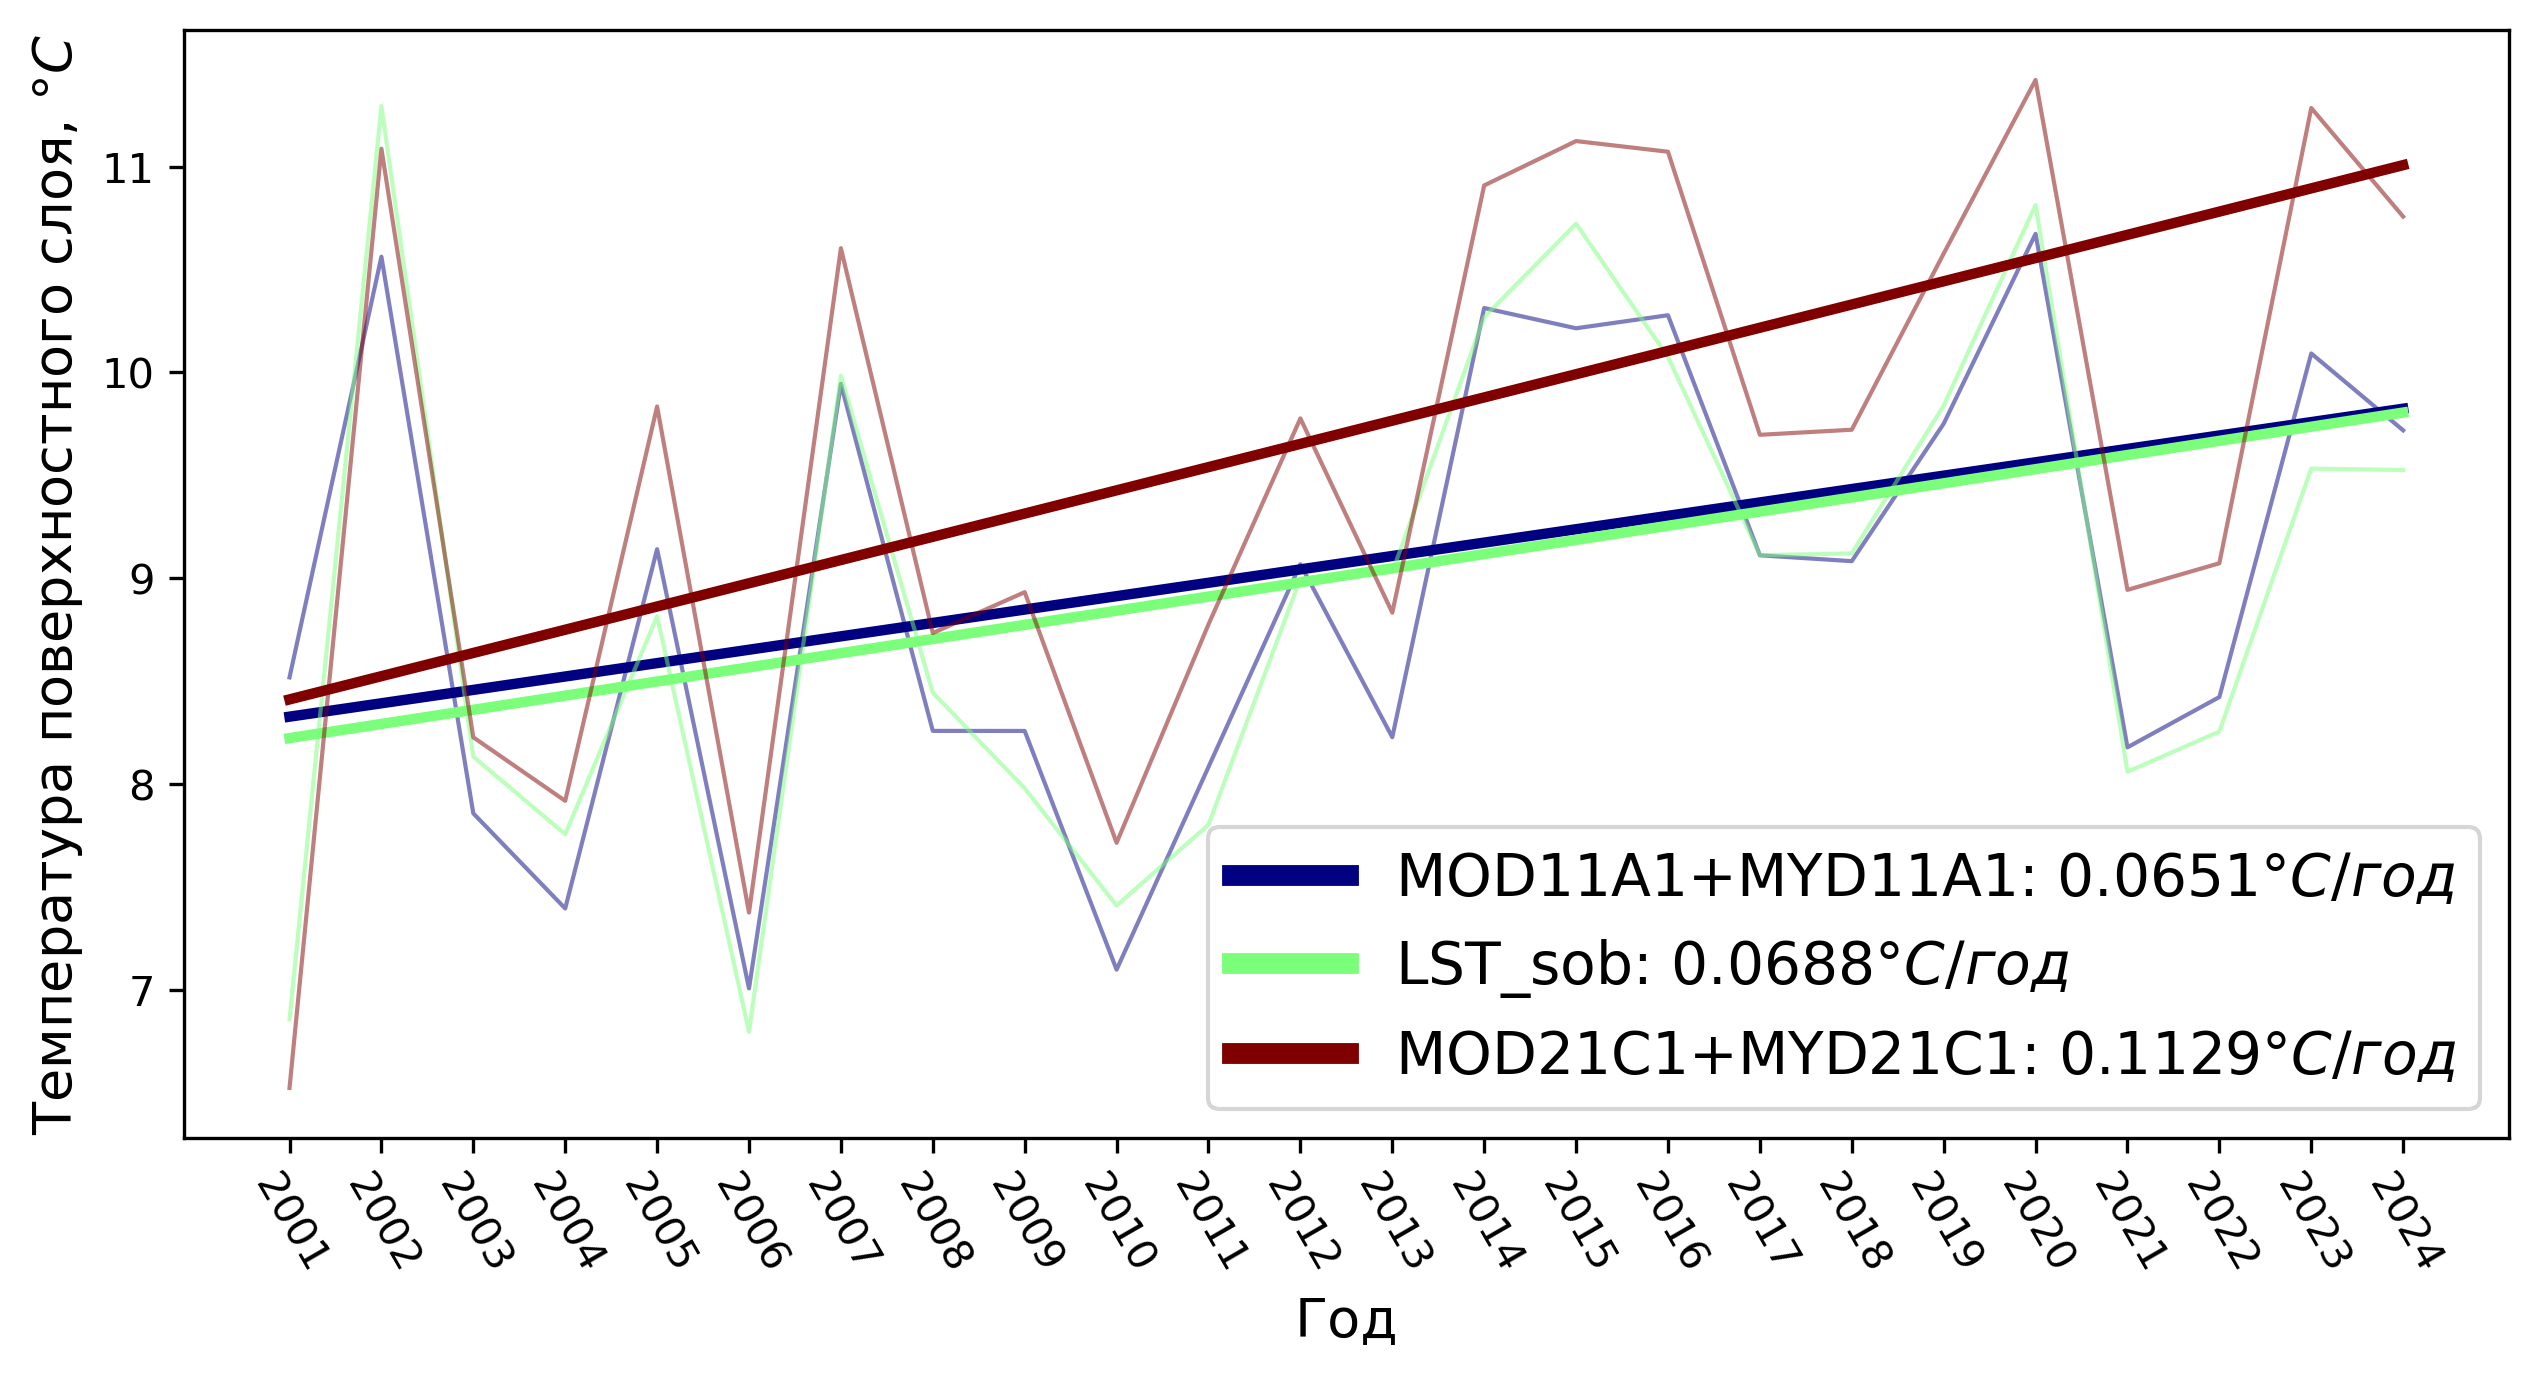 Температура поверхностного слоя, °C
11
10
9
8
7
MOD11A1+MYD11A1: 0.0651°C/год
LST_sob: 0.0688°C/год
MOD21C1+MYD21C1: 0.1129°C/год
2001 2002 2003 2004 2005 2006 2007 2008 2009 2010 2011 2012 2013 2014 2015 2016 2017 2018 2019 2020 2021 2022 2023 2024
Год